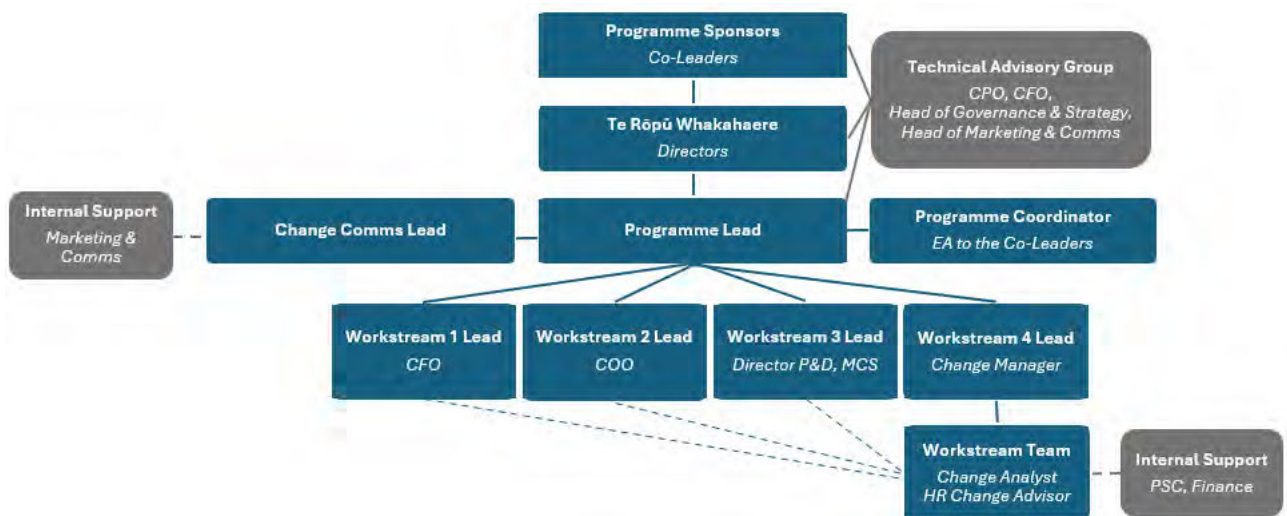 Programme Sponsors
Co-Leaders
Technical Advisory Group
CPO, CFO,
Head of Governance & Strategy,
Head of Marketing & Comms
Te Rōpū Whakahaere
Directors
Internal Support
Marketing &
Comms
Change Comms Lead
Programme Lead
Programme Coordinator
EA to the Co-Leaders
Workstream 1 Lead
CFO
Workstream 2 Lead
COO
Workstream 3 Lead
Director P&D, MCS
Workstream 4 Lead
Change Manager
Workstream Team
Change Analyst
HR Change Advisor
Internal Support
PSC, Finance